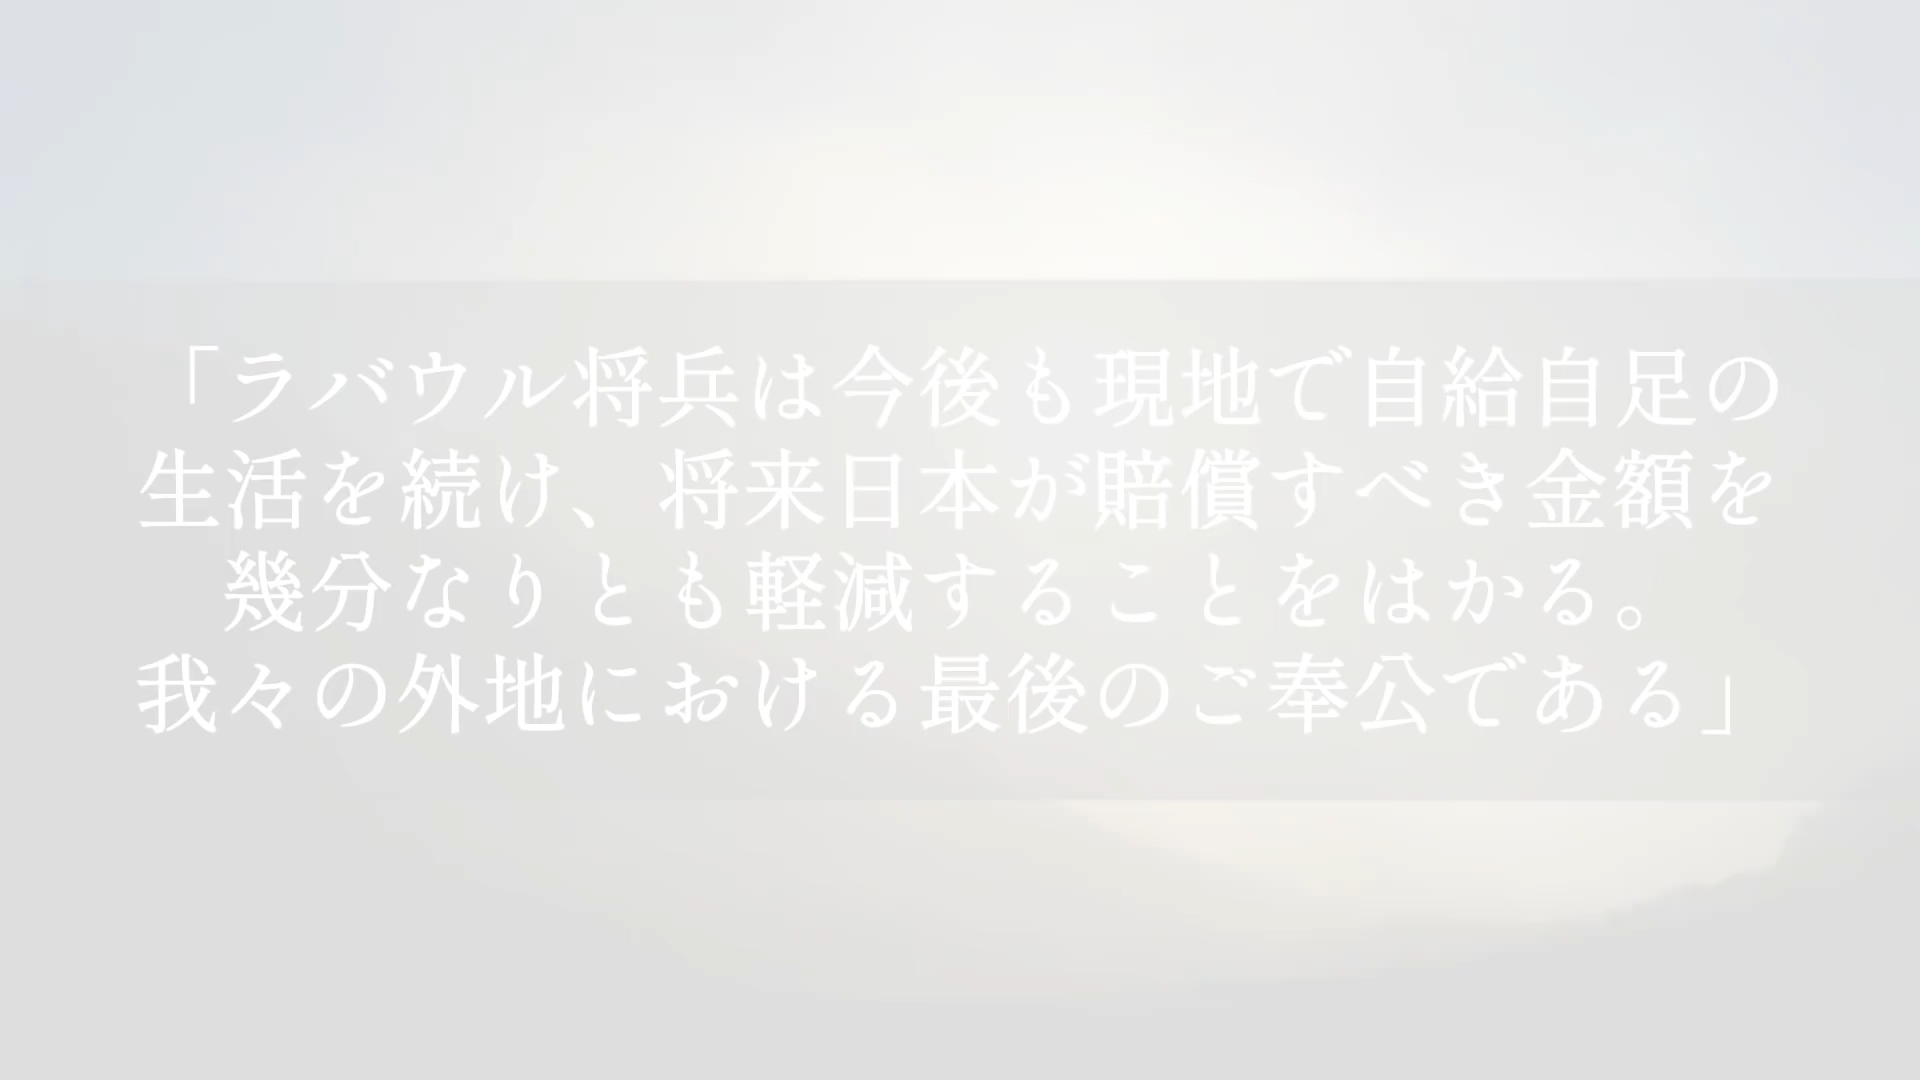 「ラバウル将兵は今後も現地で自給自足の
生活を続け、将来日本が賠償すべき金額を
幾分なりとも軽減することをはかる。
我々の外地における最後のご奉公である」